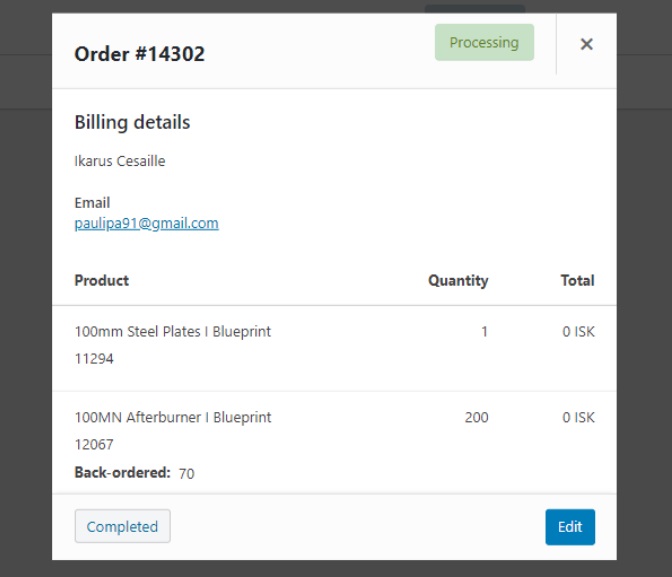 Order #14302
Processing
×
Billing details
Ikarus Cesaille
Email
paulipa91@gmail.com
Product Quantity Total
100mm Steel Plates I Blueprint 1 0 ISK
11294
100MN Afterburner I Blueprint 200 0 ISK
12067
Back-ordered: 70
Completed
Edit